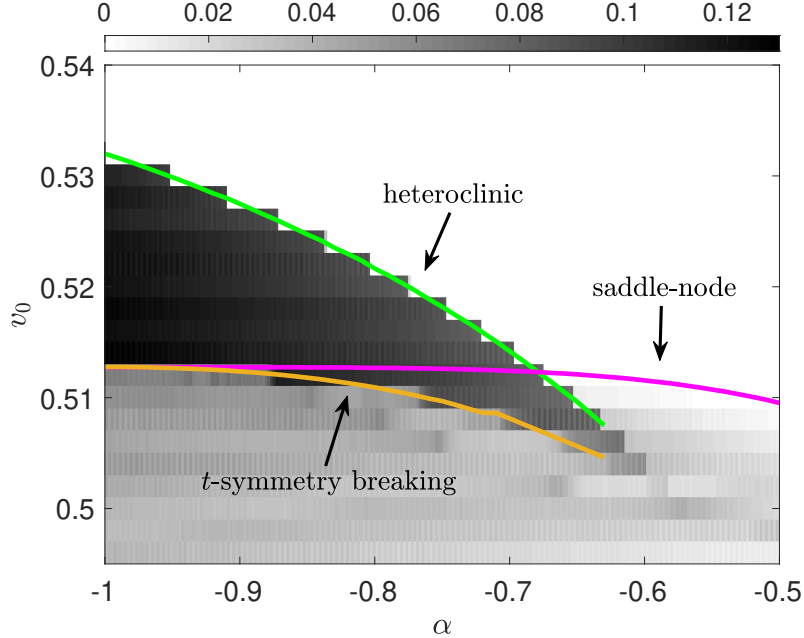 0 0.02 0.04 0.06 0.08 0.1 0.12
0.54
0.53
heteroclinic
0.52
saddle-node
v₀
0.51
t-symmetry breaking
0.5
-1 -0.9 -0.8 -0.7 -0.6 -0.5
α